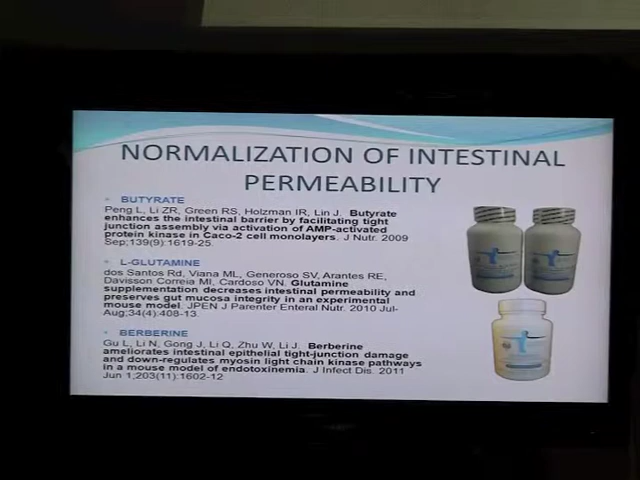 NORMALIZATION OF INTESTINAL
PERMEABILITY
• BUTYRATE
Peng L, Li ZR, Green RS, Holzman IR, Lin J. Butyrate
enhances the intestinal barrier by facilitating tight
junction assembly via activation of AMP-activated
protein kinase in Caco-2 cell monolayers. J Nutr. 2009
Sep;139(9):1619-25.
• L-GLUTAMINE
dos Santos Rd, Viana ML, Generoso SV, Arantes RE,
Davisson Correia MI, Cardoso VN. Glutamine
supplementation decreases intestinal permeability and
preserves gut mucosa integrity in an experimental
mouse model. JPEN J Parenter Enteral Nutr. 2010 Jul-
Aug;34(4):408-13.
• BERBERINE
Gu L, Li N, Gong J, Li Q, Zhu W, Li J. Berberine
ameliorates intestinal epithelial tight-junction damage
and down-regulates myosin light chain kinase pathways
in a mouse model of endotoxinemia. J Infect Dis. 2011
Jun 1;203(11):1602-12